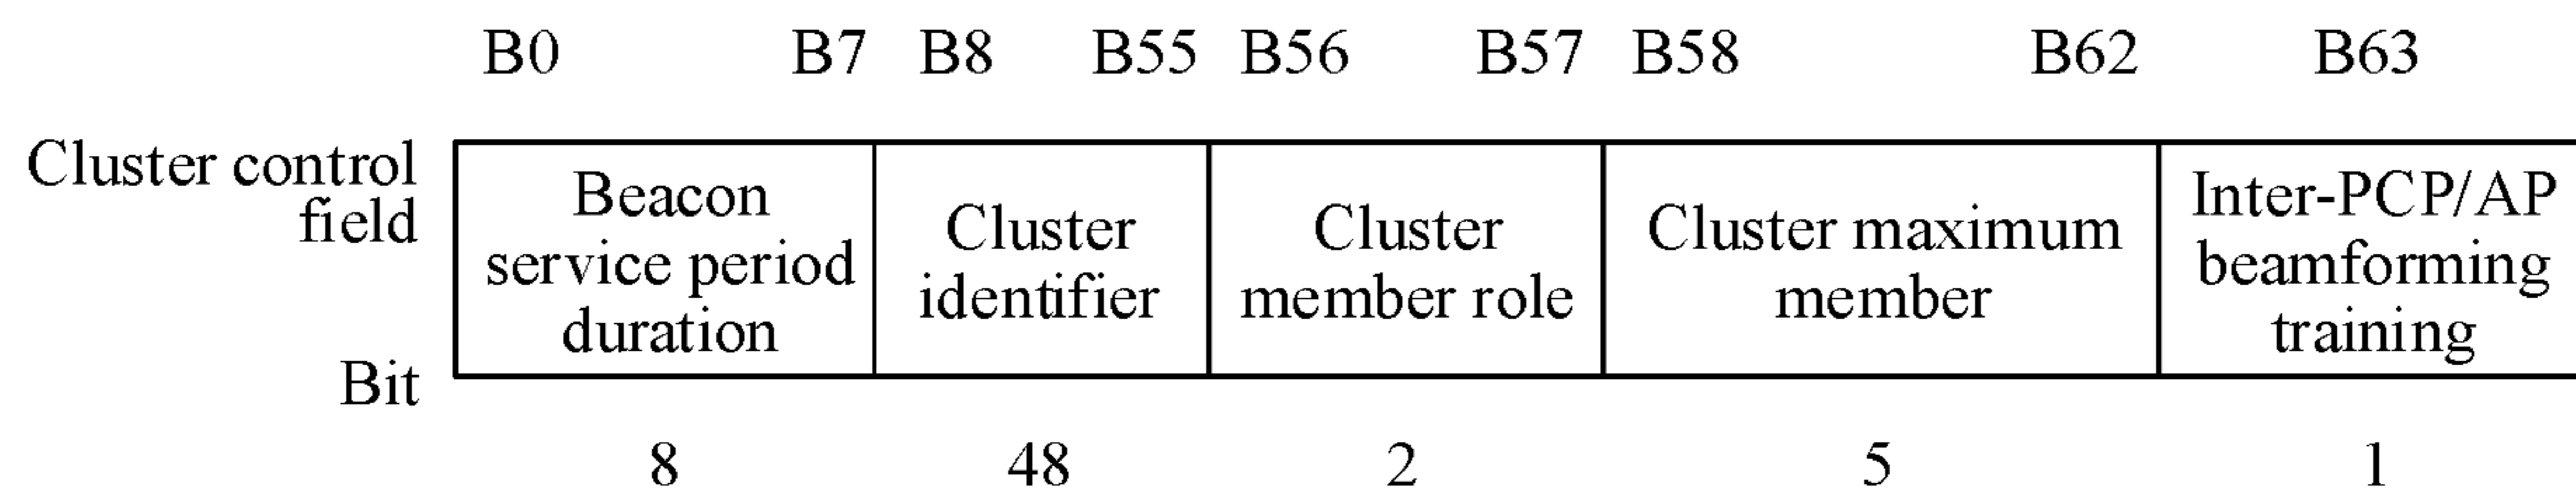 B0 B7 B8 B55 B56 B57 B58 B62 B63
Cluster control
field
Bit
Beacon
service period
duration
Cluster
identifier
Cluster
member role
Cluster maximum
member
Inter-PCP/AP
beamforming
training
8 48 2 5 1